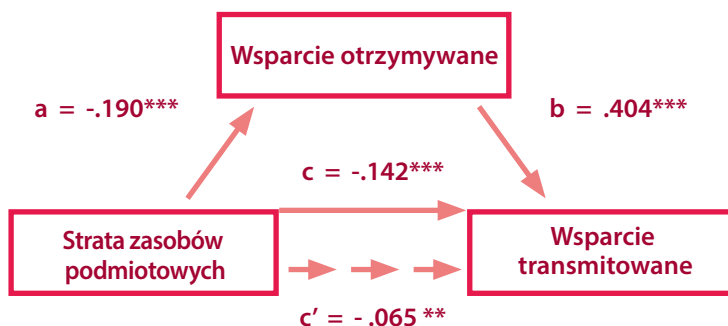 Wsparcie otrzymywane
a = -.190***
b = .404***
c = -.142***
Strata zasobów
podmiotowych
Wsparcie
transmitowane
c′ = - .065 **